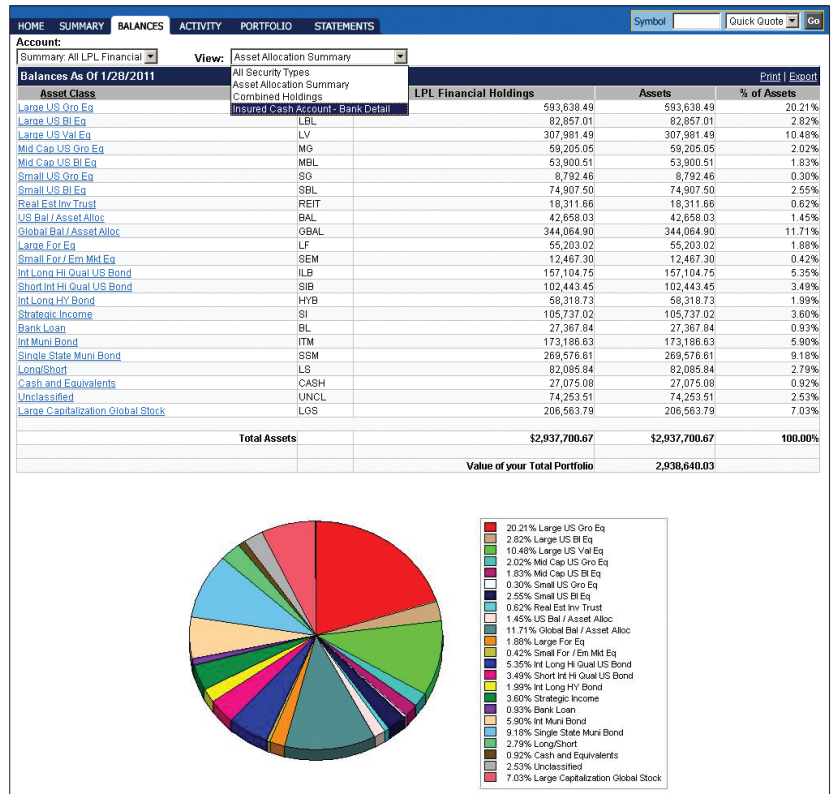 HOME SUMMARY BALANCES ACTIVITY PORTFOLIO STATEMENTS Symbol Quick Quote Go
Account:
Summary: All LPL Financial View: Asset Allocation Summary
All Security Types
Asset Allocation Summary
Combined Holdings
Insured Cash Account - Bank Detail
Balances As Of 1/28/2011 Print | Export
Asset Class LPL Financial Holdings Assets % of Assets
Large US Gro Eq 593,638.49 593,638.49 20.21%
Large US Bl Eq LBL 82,857.01 82,857.01 2.82%
Large US Val Eq LV 307,981.49 307,981.49 10.48%
Mid Cap US Gro Eq MG 59,205.05 59,205.05 2.02%
Mid Cap US Bl Eq MBL 53,900.51 53,900.51 1.83%
Small US Gro Eq SG 8,792.46 8,792.46 0.30%
Small US Bl Eq SBL 74,907.50 74,907.50 2.55%
Real Est Inv Trust REIT 18,311.66 18,311.66 0.62%
US Bal / Asset Alloc BAL 42,658.03 42,658.03 1.45%
Global Bal / Asset Alloc GBAL 344,064.90 344,064.90 11.71%
Large For Eq LF 55,203.02 55,203.02 1.88%
Small For / Em Mkt Eq SEM 12,467.30 12,467.30 0.42%
Int Long Hi Qual US Bond ILB 157,104.75 157,104.75 5.35%
Short Int Hi Qual US Bond SIB 102,443.45 102,443.45 3.49%
Int Long HY Bond HYB 58,318.73 58,318.73 1.99%
Strategic Income SI 105,737.02 105,737.02 3.60%
Bank Loan BL 27,367.84 27,367.84 0.93%
Int Muni Bond ITM 173,186.63 173,186.63 5.90%
Single State Muni Bond SSM 269,576.61 269,576.61 9.18%
Long/Short LS 82,085.84 82,085.84 2.79%
Cash and Equivalents CASH 27,075.08 27,075.08 0.92%
Unclassified UNCL 74,253.51 74,253.51 2.53%
Large Capitalization Global Stock LGS 206,563.79 206,563.79 7.03%
Total Assets $2,937,700.67 $2,937,700.67 100.00%
Value of your Total Portfolio 2,938,640.03
20.21% Large US Gro Eq
2.82% Large US Bl Eq
10.48% Large US Val Eq
2.02% Mid Cap US Gro Eq
1.83% Mid Cap US Bl Eq
0.30% Small US Gro Eq
2.55% Small US Bl Eq
0.62% Real Est Inv Trust
1.45% US Bal / Asset Alloc
11.71% Global Bal / Asset Alloc
1.88% Large For Eq
0.42% Small For / Em Mkt Eq
5.35% Int Long Hi Qual US Bond
3.49% Short Int Hi Qual US Bond
1.99% Int Long HY Bond
3.60% Strategic Income
0.93% Bank Loan
5.90% Int Muni Bond
9.18% Single State Muni Bond
2.79% Long/Short
0.92% Cash and Equivalents
2.53% Unclassified
7.03% Large Capitalization Global Stock